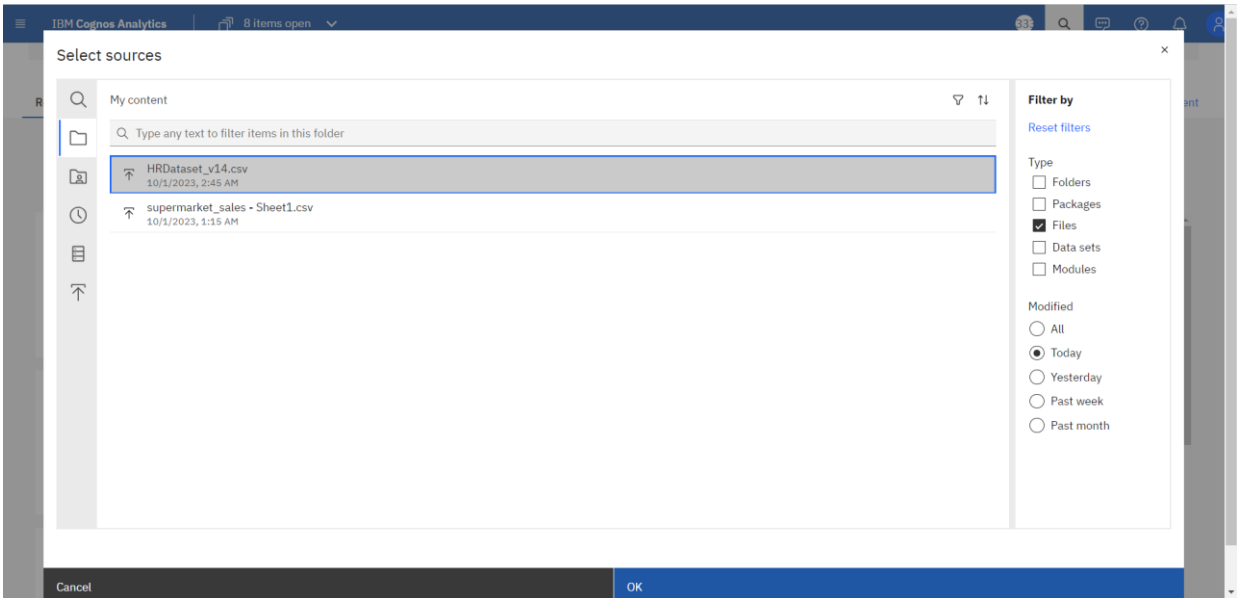 IBM Cognos Analytics
8 items open
Select sources
My content
Type any text to filter items in this folder
HRDataset_v14.csv
10/1/2023, 2:45 AM
supermarket_sales - Sheet1.csv
10/1/2023, 1:15 AM
Filter by
Reset filters
Type
Folders
Packages
Files
Data sets
Modules
Modified
All
Today
Yesterday
Past week
Past month
Cancel
OK